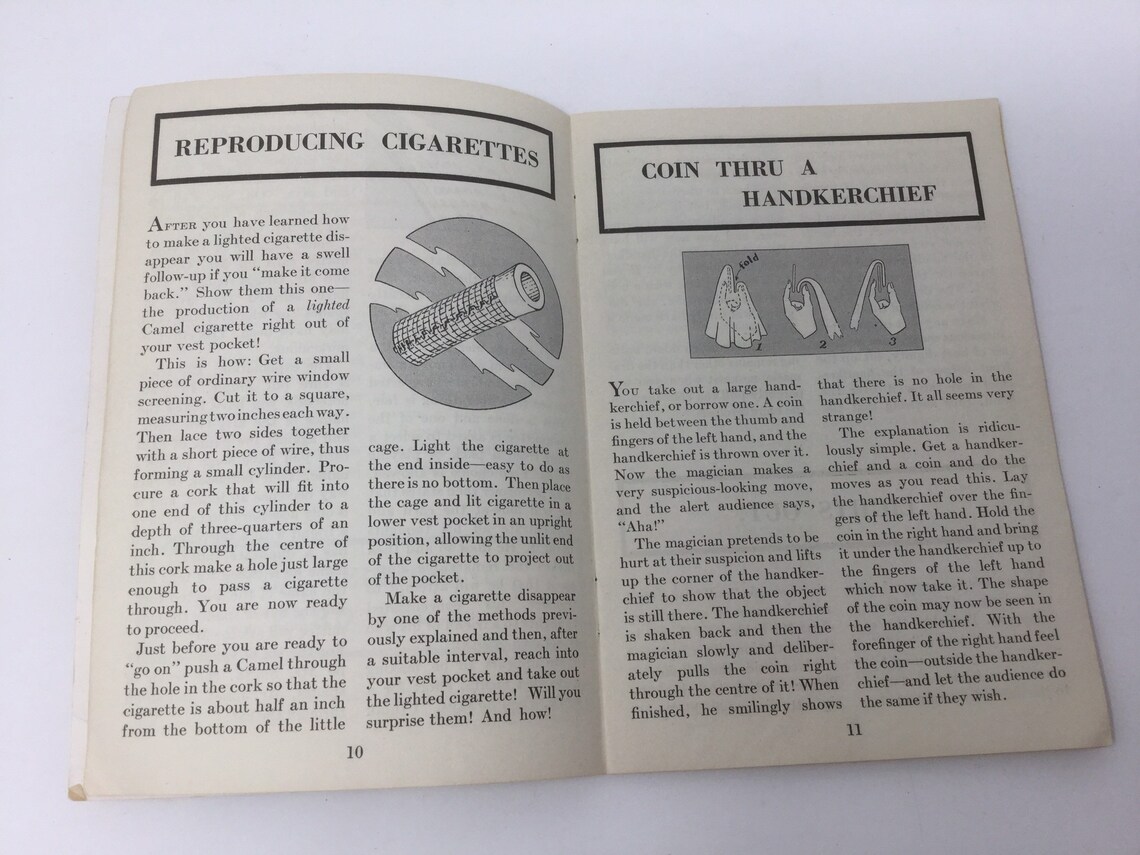 REPRODUCING CIGARETTES
AFTER you have learned how
to make a lighted cigarette dis-
appear you will have a swell
follow-up if you “make it come
back.” Show them this one—
the production of a lighted
Camel cigarette right out of
your vest pocket!
This is how: Get a small
piece of ordinary wire window
screening. Cut it to a square,
measuring two inches each way.
Then lace two sides together
with a short piece of wire, thus
forming a small cylinder. Pro-
cure a cork that will fit into
one end of this cylinder to a
depth of three-quarters of an
inch. Through the centre of
this cork make a hole just large
enough to pass a cigarette
through. You are now ready
to proceed.
Just before you are ready to
“go on” push a Camel through
the hole in the cork so that the
cigarette is about half an inch
from the bottom of the little
cage. Light the cigarette at
the end inside—easy to do as
there is no bottom. Then place
the cage and lit cigarette in a
lower vest pocket in an upright
position, allowing the unlit end
of the cigarette to project out
of the pocket.
Make a cigarette disappear
by one of the methods previ-
ously explained and then, after
a suitable interval, reach into
your vest pocket and take out
the lighted cigarette! Will you
surprise them! And how!
10
COIN THRU A
HANDKERCHIEF
fold
1
2
3
YOU take out a large hand-
kerchief, or borrow one. A coin
is held between the thumb and
fingers of the left hand, and the
handkerchief is thrown over it.
Now the magician makes a
very suspicious-looking move,
and the alert audience says,
“Aha!”
The magician pretends to be
hurt at their suspicion and lifts
up the corner of the handker-
chief to show that the object
is still there. The handkerchief
is shaken back and then the
magician slowly and deliber-
ately pulls the coin right
through the centre of it! When
finished, he smilingly shows
that there is no hole in the
handkerchief. It all seems very
strange!
The explanation is ridicu-
lously simple. Get a handker-
chief and a coin and do the
moves as you read this. Lay
the handkerchief over the fin-
gers of the left hand. Hold the
coin in the right hand and bring
it under the handkerchief up to
the fingers of the left hand
which now take it. The shape
of the coin may now be seen in
the handkerchief. With the
forefinger of the right hand feel
the coin—outside the handker-
chief—and let the audience do
the same if they wish.
11